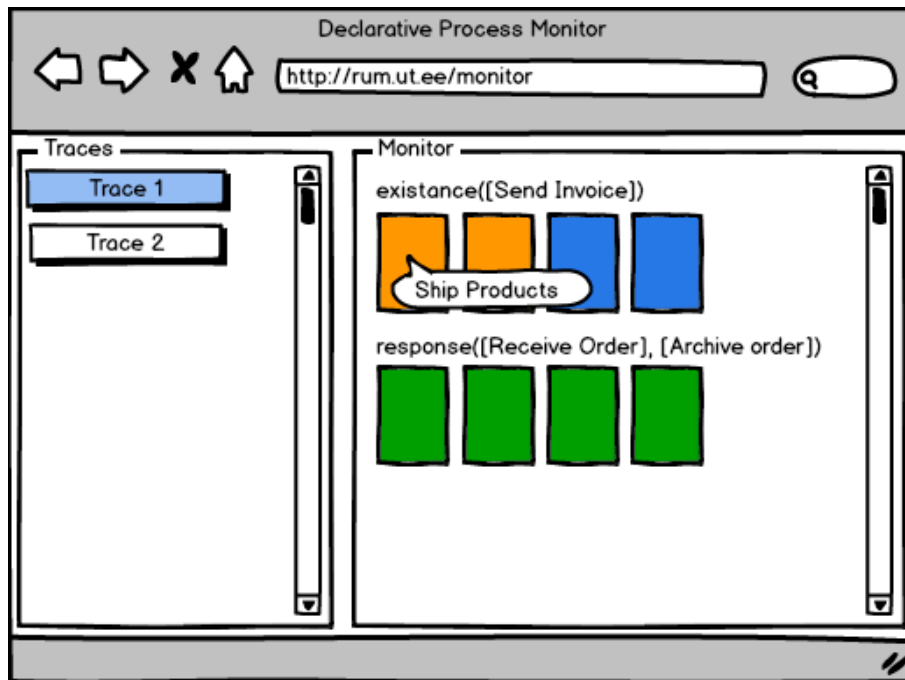 Declarative Process Monitor
http://rum.ut.ee/monitor
Traces
Trace 1
Trace 2
Monitor
existance([Send Invoice])
Ship Products
response([Receive Order], [Archive order])